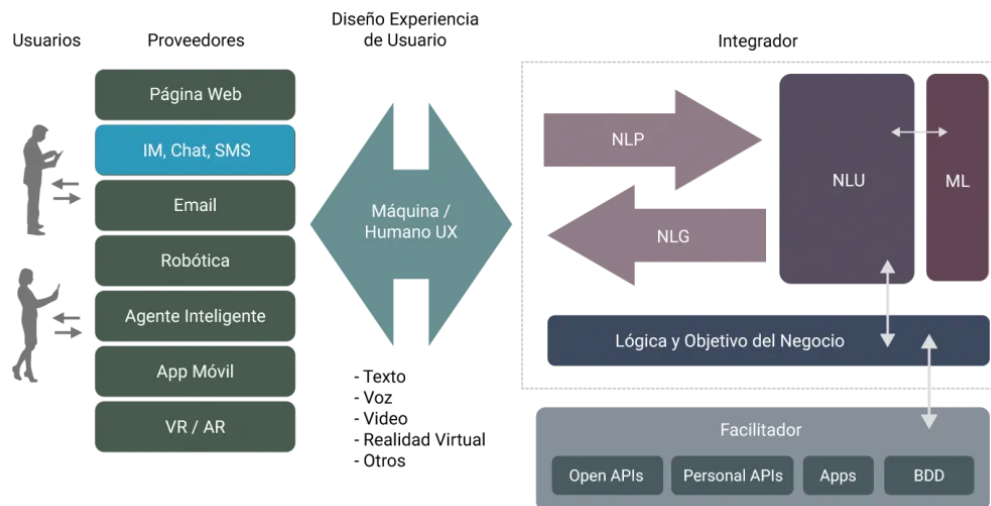 Diseño Experiencia
de Usuario
Usuarios
Proveedores
Integrador
Página Web
IM, Chat, SMS
Email
Robótica
Agente Inteligente
App Móvil
VR / AR
Máquina /
Humano UX
- Texto
- Voz
- Video
- Realidad Virtual
- Otros
NLP
NLG
NLU
ML
Lógica y Objetivo del Negocio
Facilitador
Open APIs
Personal APIs
Apps
BDD